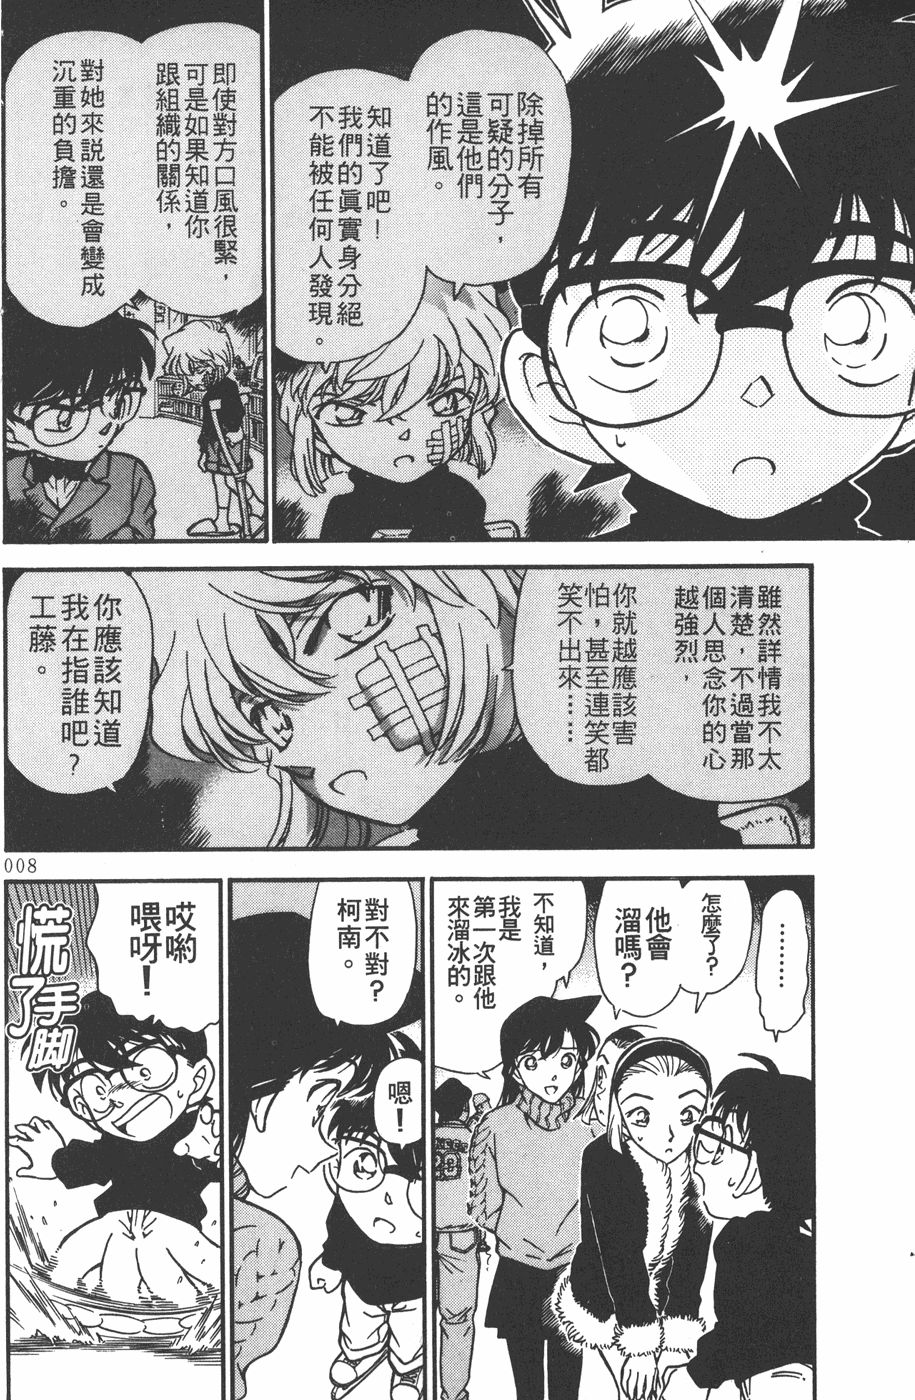 除掉所有
可疑的分子，
這是他們
的作風。
知道了吧！
我們的真實身分絕
不能被任何人發現。
即使對方口風很緊，
可是如果知道你
跟組織的關係，
對她來說還是會變成
沉重的負擔。
雖然詳情我不太
清楚，不過當那
個人思念你的心
越強烈，
你就越應該害
怕，甚至連笑都
笑不出來……
你應該知道
我在指誰吧？
工藤。
008
………
怎麼了？
他會
溜嗎？
不知道，
我是
第一次跟他
來溜冰的。
對不對？
柯南。
嗯！
哎喲
喂呀！
慌
了手
腳